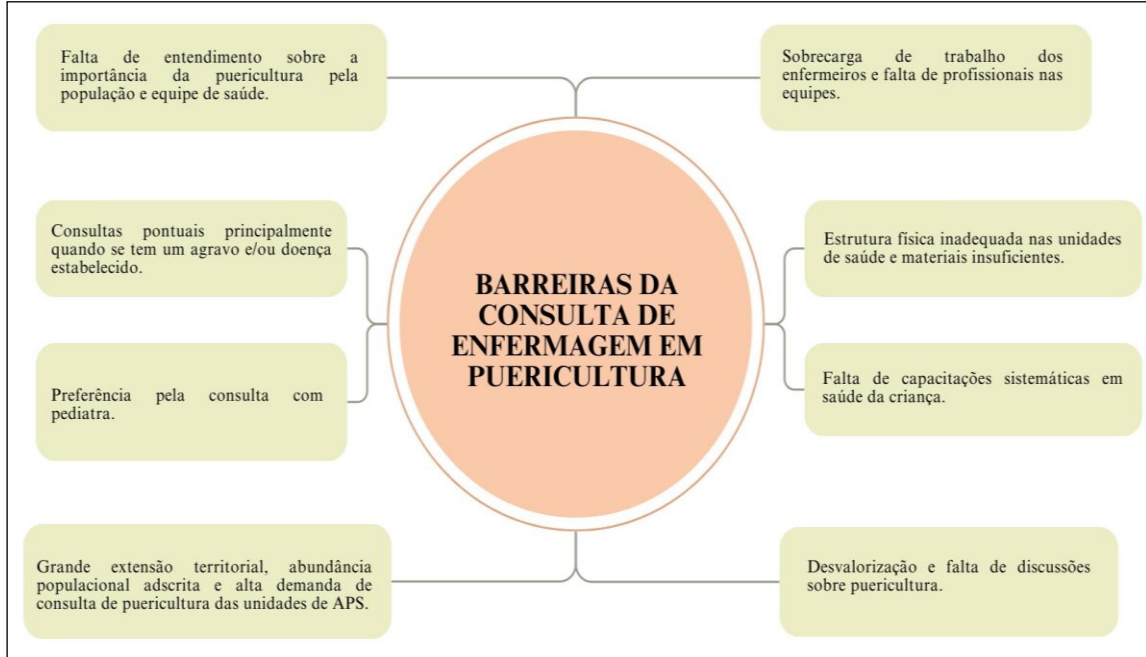 Falta de entendimento sobre a
importância da puericultura pela
população e equipe de saúde.
Sobrecarga de trabalho dos
enfermeiros e falta de profissionais nas
equipes.
Consultas pontuais principalmente
quando se tem um agravo e/ou doença
estabelecido.
Estrutura física inadequada nas unidades
de saúde e materiais insuficientes.
BARREIRAS DA
CONSULTA DE
ENFERMAGEM EM
PUERICULTURA
Preferência pela consulta com
pediatra.
Falta de capacitações sistemáticas em
saúde da criança.
Grande extensão territorial, abundância
populacional adscrita e alta demanda de
consulta de puericultura das unidades de APS.
Desvalorização e falta de discussões
sobre puericultura.